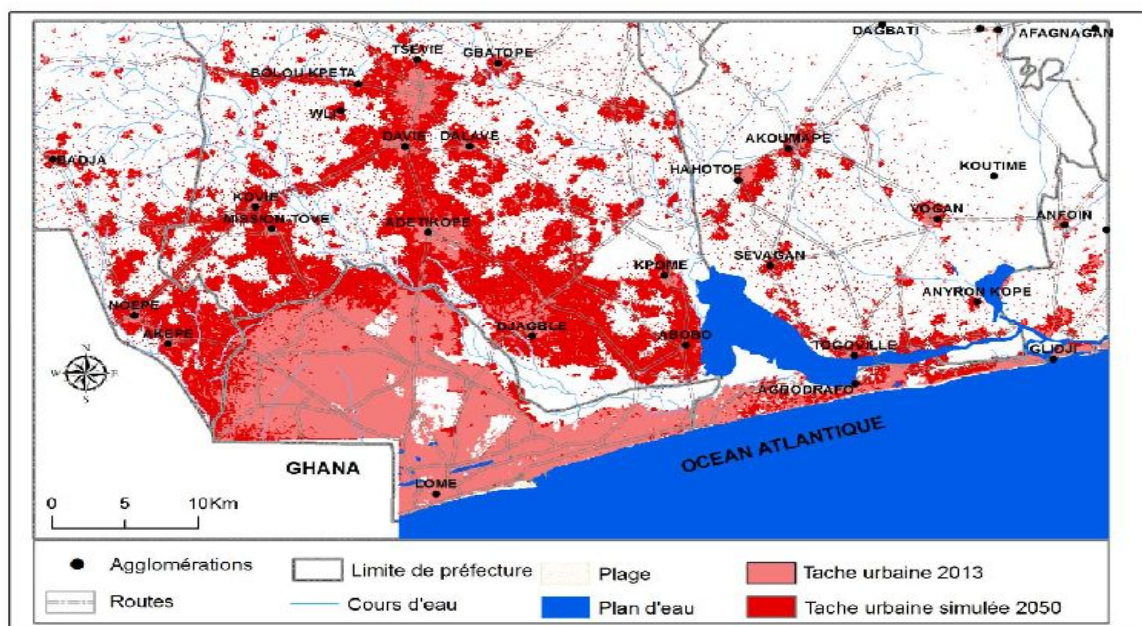 DAGBATI
AFAGNAGAN
TSEVIE
GBATOPE
BOLOU KPETA
WLI
DAVIE
DALAVE
AKOUMAPE
BADJA
HAHOTOE
KOUTIME
KOVIE
MISSION-TOVE
ADETIKOPE
VOGAN
ANFOIN
SEVAGAN
KPOME
NOEPE
ANYRON KOPE
AKEPE
DJAGBLE
ABOBO
TOGOVILLE
GLIDJI
N
W
E
S
AGBODRAFO
OCEAN ATLANTIQUE
GHANA
LOME
0 5 10Km
Agglomérations
Limite de préfecture
Plage
Tache urbaine 2013
Routes
Cours d'eau
Plan d'eau
Tache urbaine simulée 2050